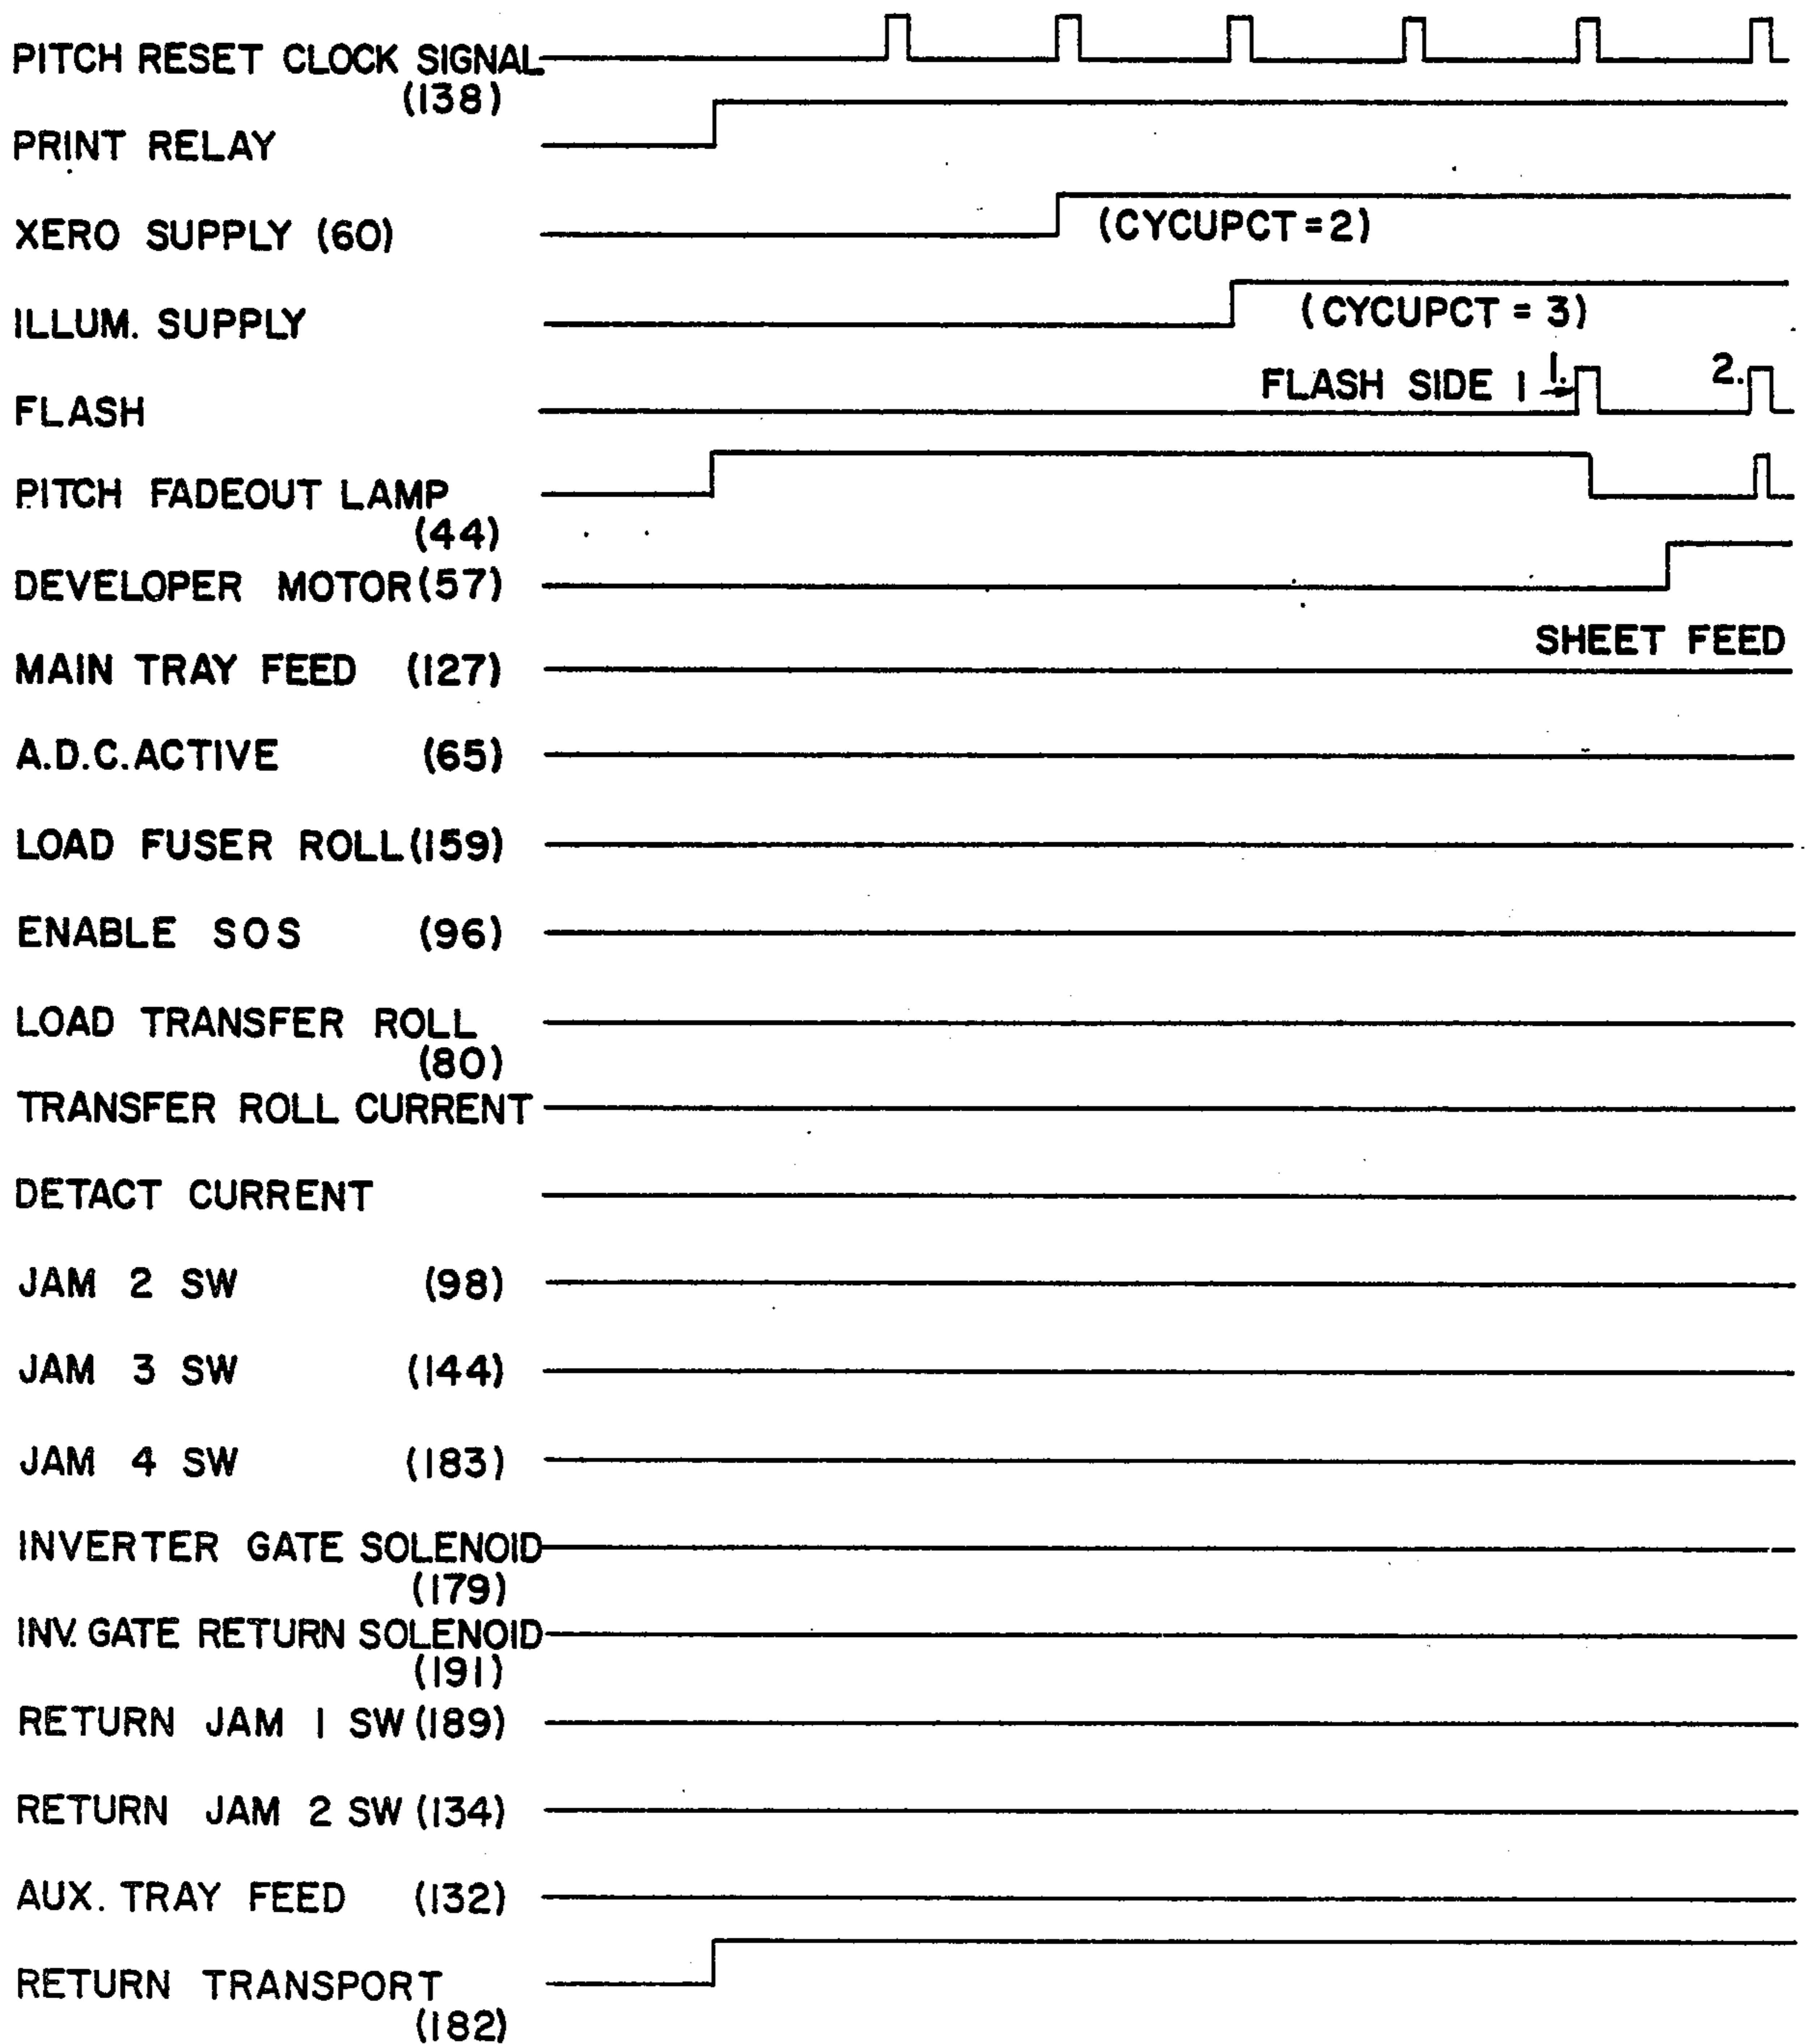 PITCH RESET CLOCK SIGNAL
(138)
PRINT RELAY
XERO SUPPLY (60)
(CYCUPCT=2)
ILLUM. SUPPLY
(CYCUPCT = 3)
FLASH
FLASH SIDE 1
1.
2.
PITCH FADEOUT LAMP
(44)
DEVELOPER MOTOR (57)
SHEET FEED
MAIN TRAY FEED (127)
A.D.C. ACTIVE (65)
LOAD FUSER ROLL (159)
ENABLE SOS (96)
LOAD TRANSFER ROLL
(80)
TRANSFER ROLL CURRENT
DETACT CURRENT
JAM 2 SW (98)
JAM 3 SW (144)
JAM 4 SW (183)
INVERTER GATE SOLENOID
(179)
INV. GATE RETURN SOLENOID
(191)
RETURN JAM 1 SW (189)
RETURN JAM 2 SW (134)
AUX. TRAY FEED (132)
RETURN TRANSPORT
(182)